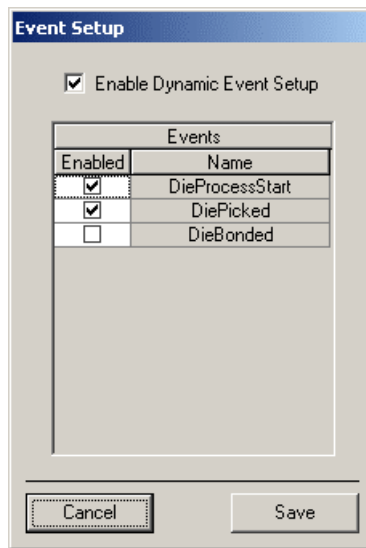 Event Setup
Enable Dynamic Event Setup
Events
Enabled Name
DieProcessStart
DiePicked
DieBonded
Cancel Save